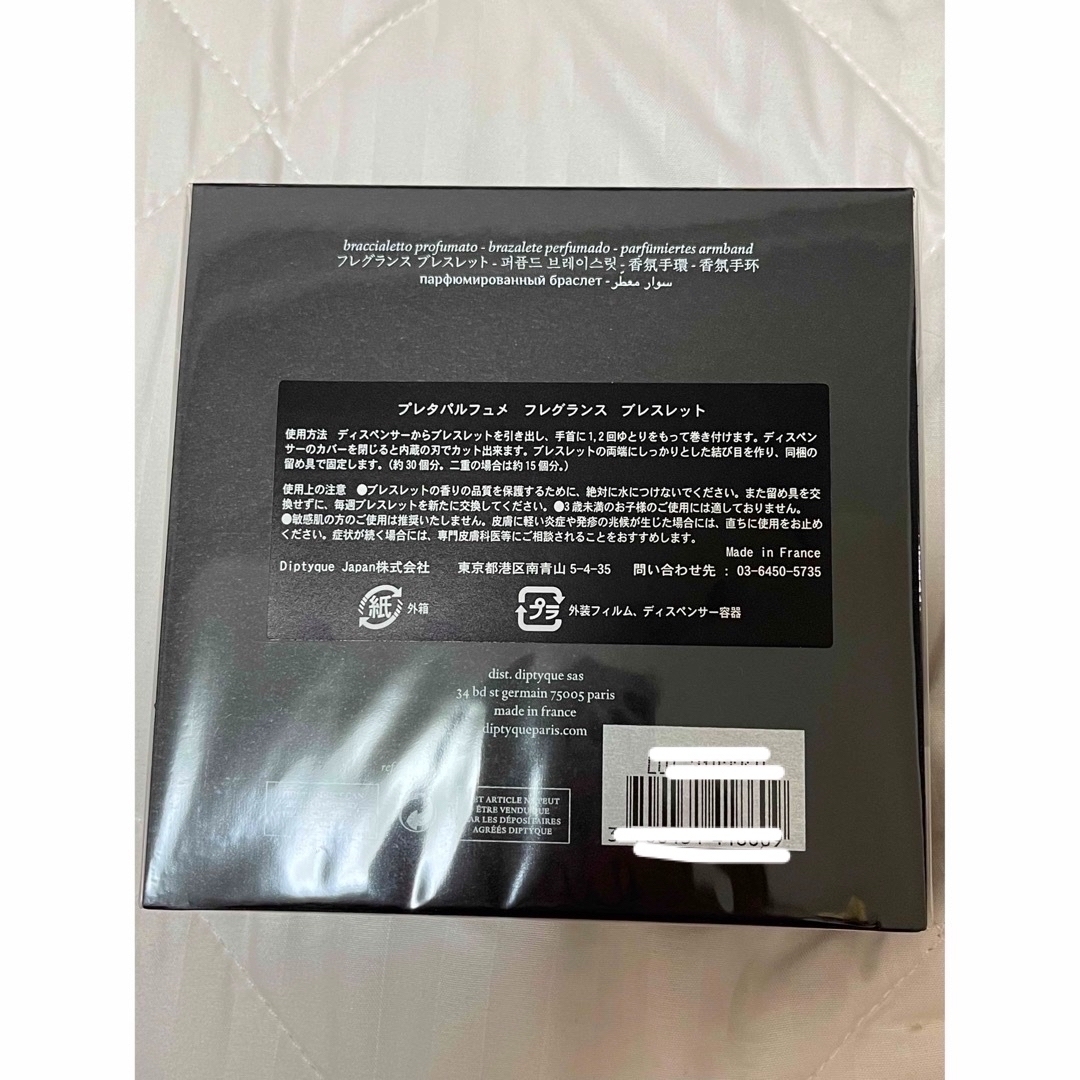 braccialetto profumato - brazalete perfumado - parfümiertes armband
フレグランス ブレスレット - 퍼퓸드 브레이스릿 - 香氛手環 - 香氛手环
парфюмированный браслет - سوار معطّر
プレタパルフュメ フレグランス ブレスレット
使用方法 ディスペンサーからブレスレットを引き出し、手首に1,2回ゆとりをもって巻き付けます。ディスペン
サーのカバーを閉じると内蔵の刃でカット出来ます。ブレスレットの両端にしっかりとした結び目を作り、同梱の
留め具で固定します。(約30個分。二重の場合は約15個分。)
使用上の注意 ●ブレスレットの香りの品質を保護するために、絶対に水につけないでください。また留め具を交
換せずに、毎週ブレスレットを新たに交換してください。●3歳未満のお子様のご使用には適しておりません。
●敏感肌の方のご使用は推奨いたしません。皮膚に軽い炎症や発疹の兆候が生じた場合には、直ちに使用をお止め
ください。症状が続く場合には、専門皮膚科医等にご相談されることをおすすめします。
Made in France
Diptyque Japan株式会社 東京都港区南青山5-4-35 問い合わせ先 : 03-6450-5735
紙 外箱 プラ 外装フィルム、ディスペンサー容器
dist. diptyque sas
34 bd st germain 75005 paris
made in france
diptyqueparis.com
ref
ET ARTICLE NE PEUT
ÊTRE VENDU QUE
AR LES DÉPOSITAIRES
AGRÉÉS DIPTYQUE